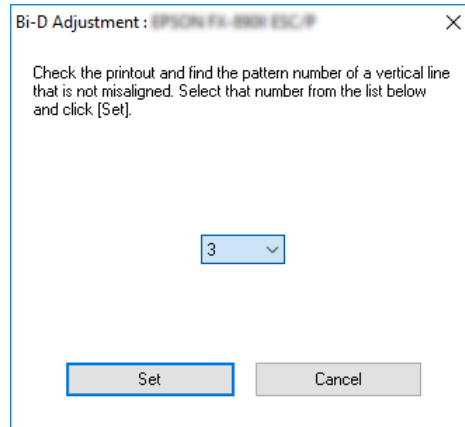 Bi-D Adjustment :
Check the printout and find the pattern number of a vertical line
that is not misaligned. Select that number from the list below
and click [Set].
3
Set
Cancel